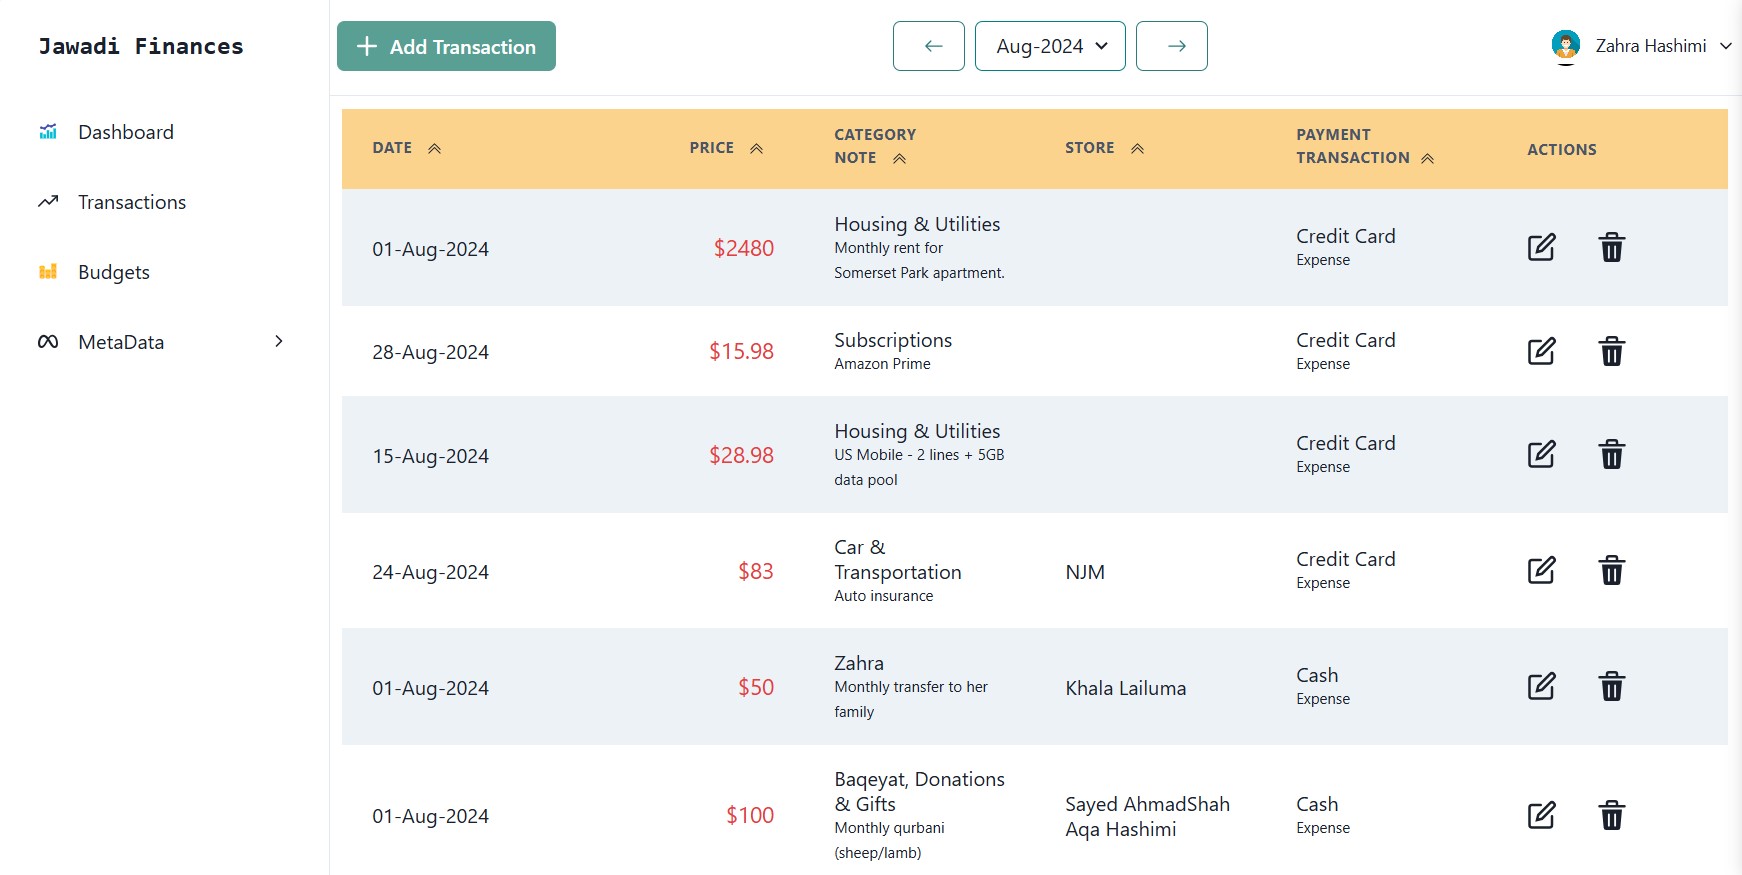 Jawadi Finances
Add Transaction
Aug-2024
Zahra Hashimi
Dashboard
Transactions
Budgets
MetaData
DATE
PRICE
CATEGORY
NOTE
STORE
PAYMENT
TRANSACTION
ACTIONS
01-Aug-2024
$2480
Housing & Utilities
Monthly rent for
Somerset Park apartment.
Credit Card
Expense
28-Aug-2024
$15.98
Subscriptions
Amazon Prime
Credit Card
Expense
15-Aug-2024
$28.98
Housing & Utilities
US Mobile - 2 lines + 5GB
data pool
Credit Card
Expense
24-Aug-2024
$83
Car &
Transportation
Auto insurance
NJM
Credit Card
Expense
01-Aug-2024
$50
Zahra
Monthly transfer to her
family
Khala Lailuma
Cash
Expense
01-Aug-2024
$100
Baqeyat, Donations
& Gifts
Monthly qurbani
(sheep/lamb)
Sayed AhmadShah
Aqa Hashimi
Cash
Expense